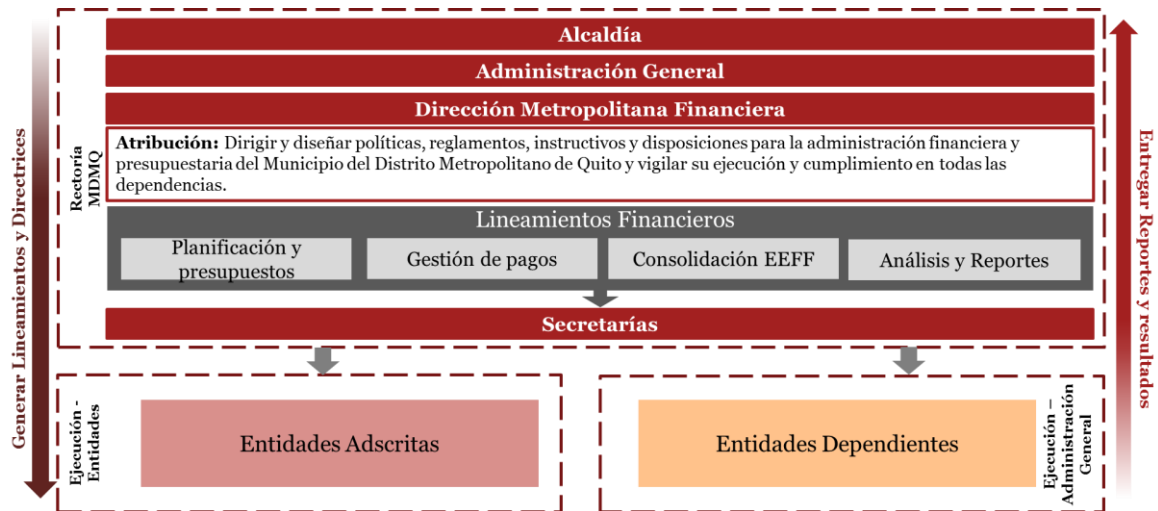 Alcaldía
Administración General
Dirección Metropolitana Financiera
Atribución: Dirigir y diseñar políticas, reglamentos, instructivos y disposiciones para la administración financiera y
presupuestaria del Municipio del Distrito Metropolitano de Quito y vigilar su ejecución y cumplimiento en todas las
dependencias.
Lineamientos Financieros
Planificación y
presupuestos
Gestión de pagos
Consolidación EEFF
Análisis y Reportes
Secretarías
Entidades Adscritas
Entidades Dependientes
Generar Lineamientos y Directrices
Rectoría
MDMQ
Ejecución -
Entidades
Ejecución –
Administración
General
Entregar Reportes y resultados